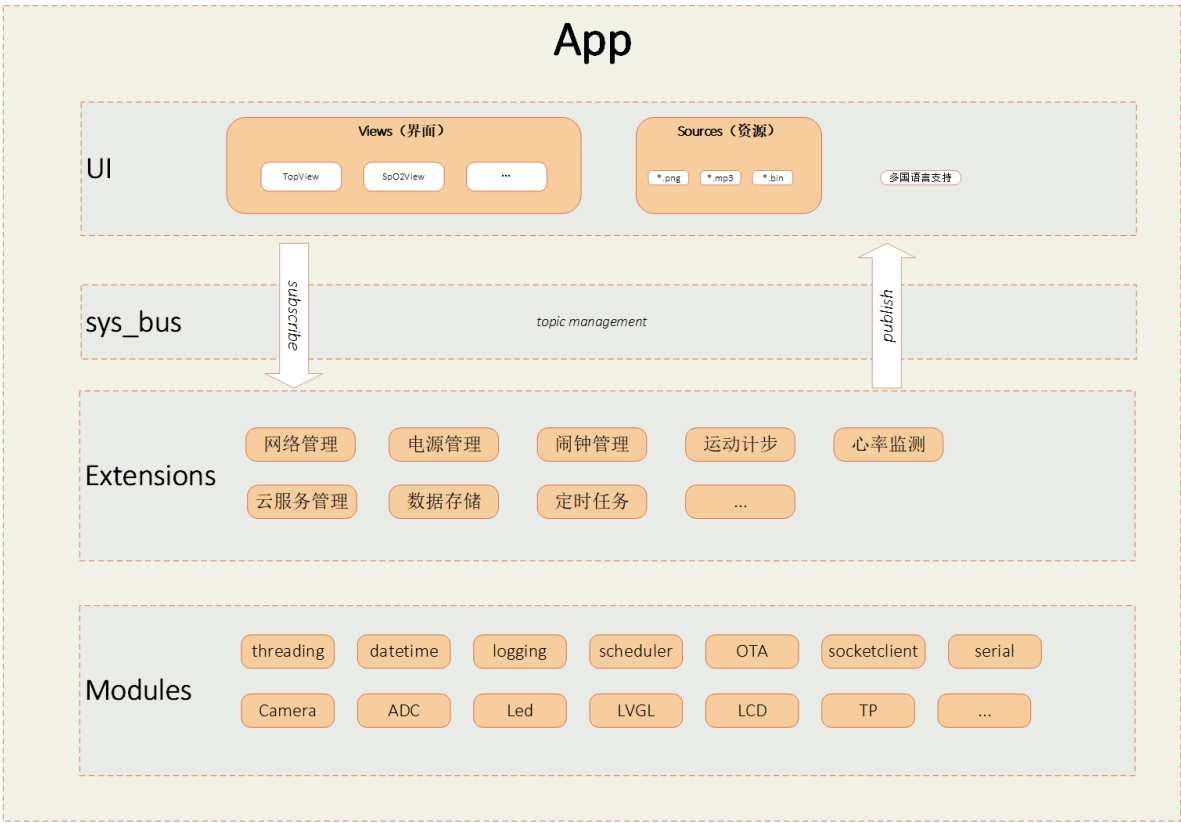 App
UI
Views（界面）
TopView
SpO2View
...
Sources（资源）
*.png
*.mp3
*.bin
多国语言支持
subscribe
publish
sys_bus
topic management
Extensions
网络管理
电源管理
闹钟管理
运动计步
心率监测
云服务管理
数据存储
定时任务
...
Modules
threading
datetime
logging
scheduler
OTA
socketclient
serial
Camera
ADC
Led
LVGL
LCD
TP
...